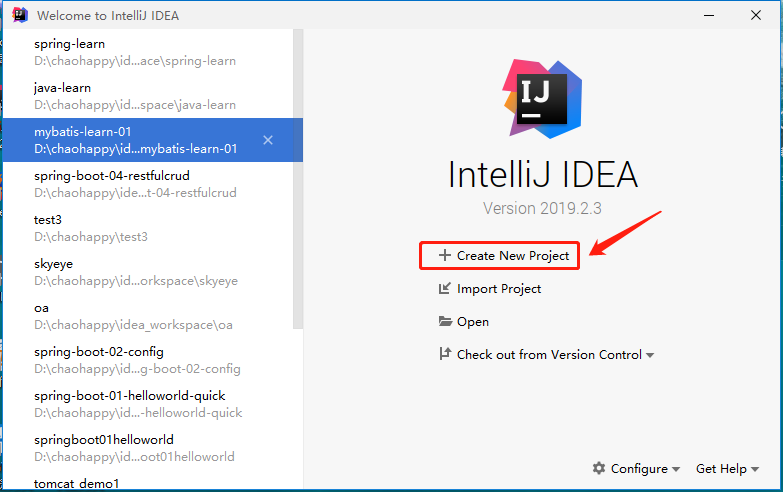 Welcome to IntelliJ IDEA
spring-learn
D:\chaohappy\id...ace\spring-learn
java-learn
D:\chaohappy\id...space\java-learn
mybatis-learn-01
D:\chaohappy\id...mybatis-learn-01
spring-boot-04-restfulcrud
D:\chaohappy\ide...t-04-restfulcrud
test3
D:\chaohappy\test3
skyeye
D:\chaohappy\id...orkspace\skyeye
oa
D:\chaohappy\idea_workspace\oa
spring-boot-02-config
D:\chaohappy\id...g-boot-02-config
spring-boot-01-helloworld-quick
D:\chaohappy\id...-helloworld-quick
springboot01helloworld
D:\chaohappy\id...oot01helloworld
tomcat_demo1
IJ
IntelliJ IDEA
Version 2019.2.3
Create New Project
Import Project
Open
Check out from Version Control
Configure
Get Help